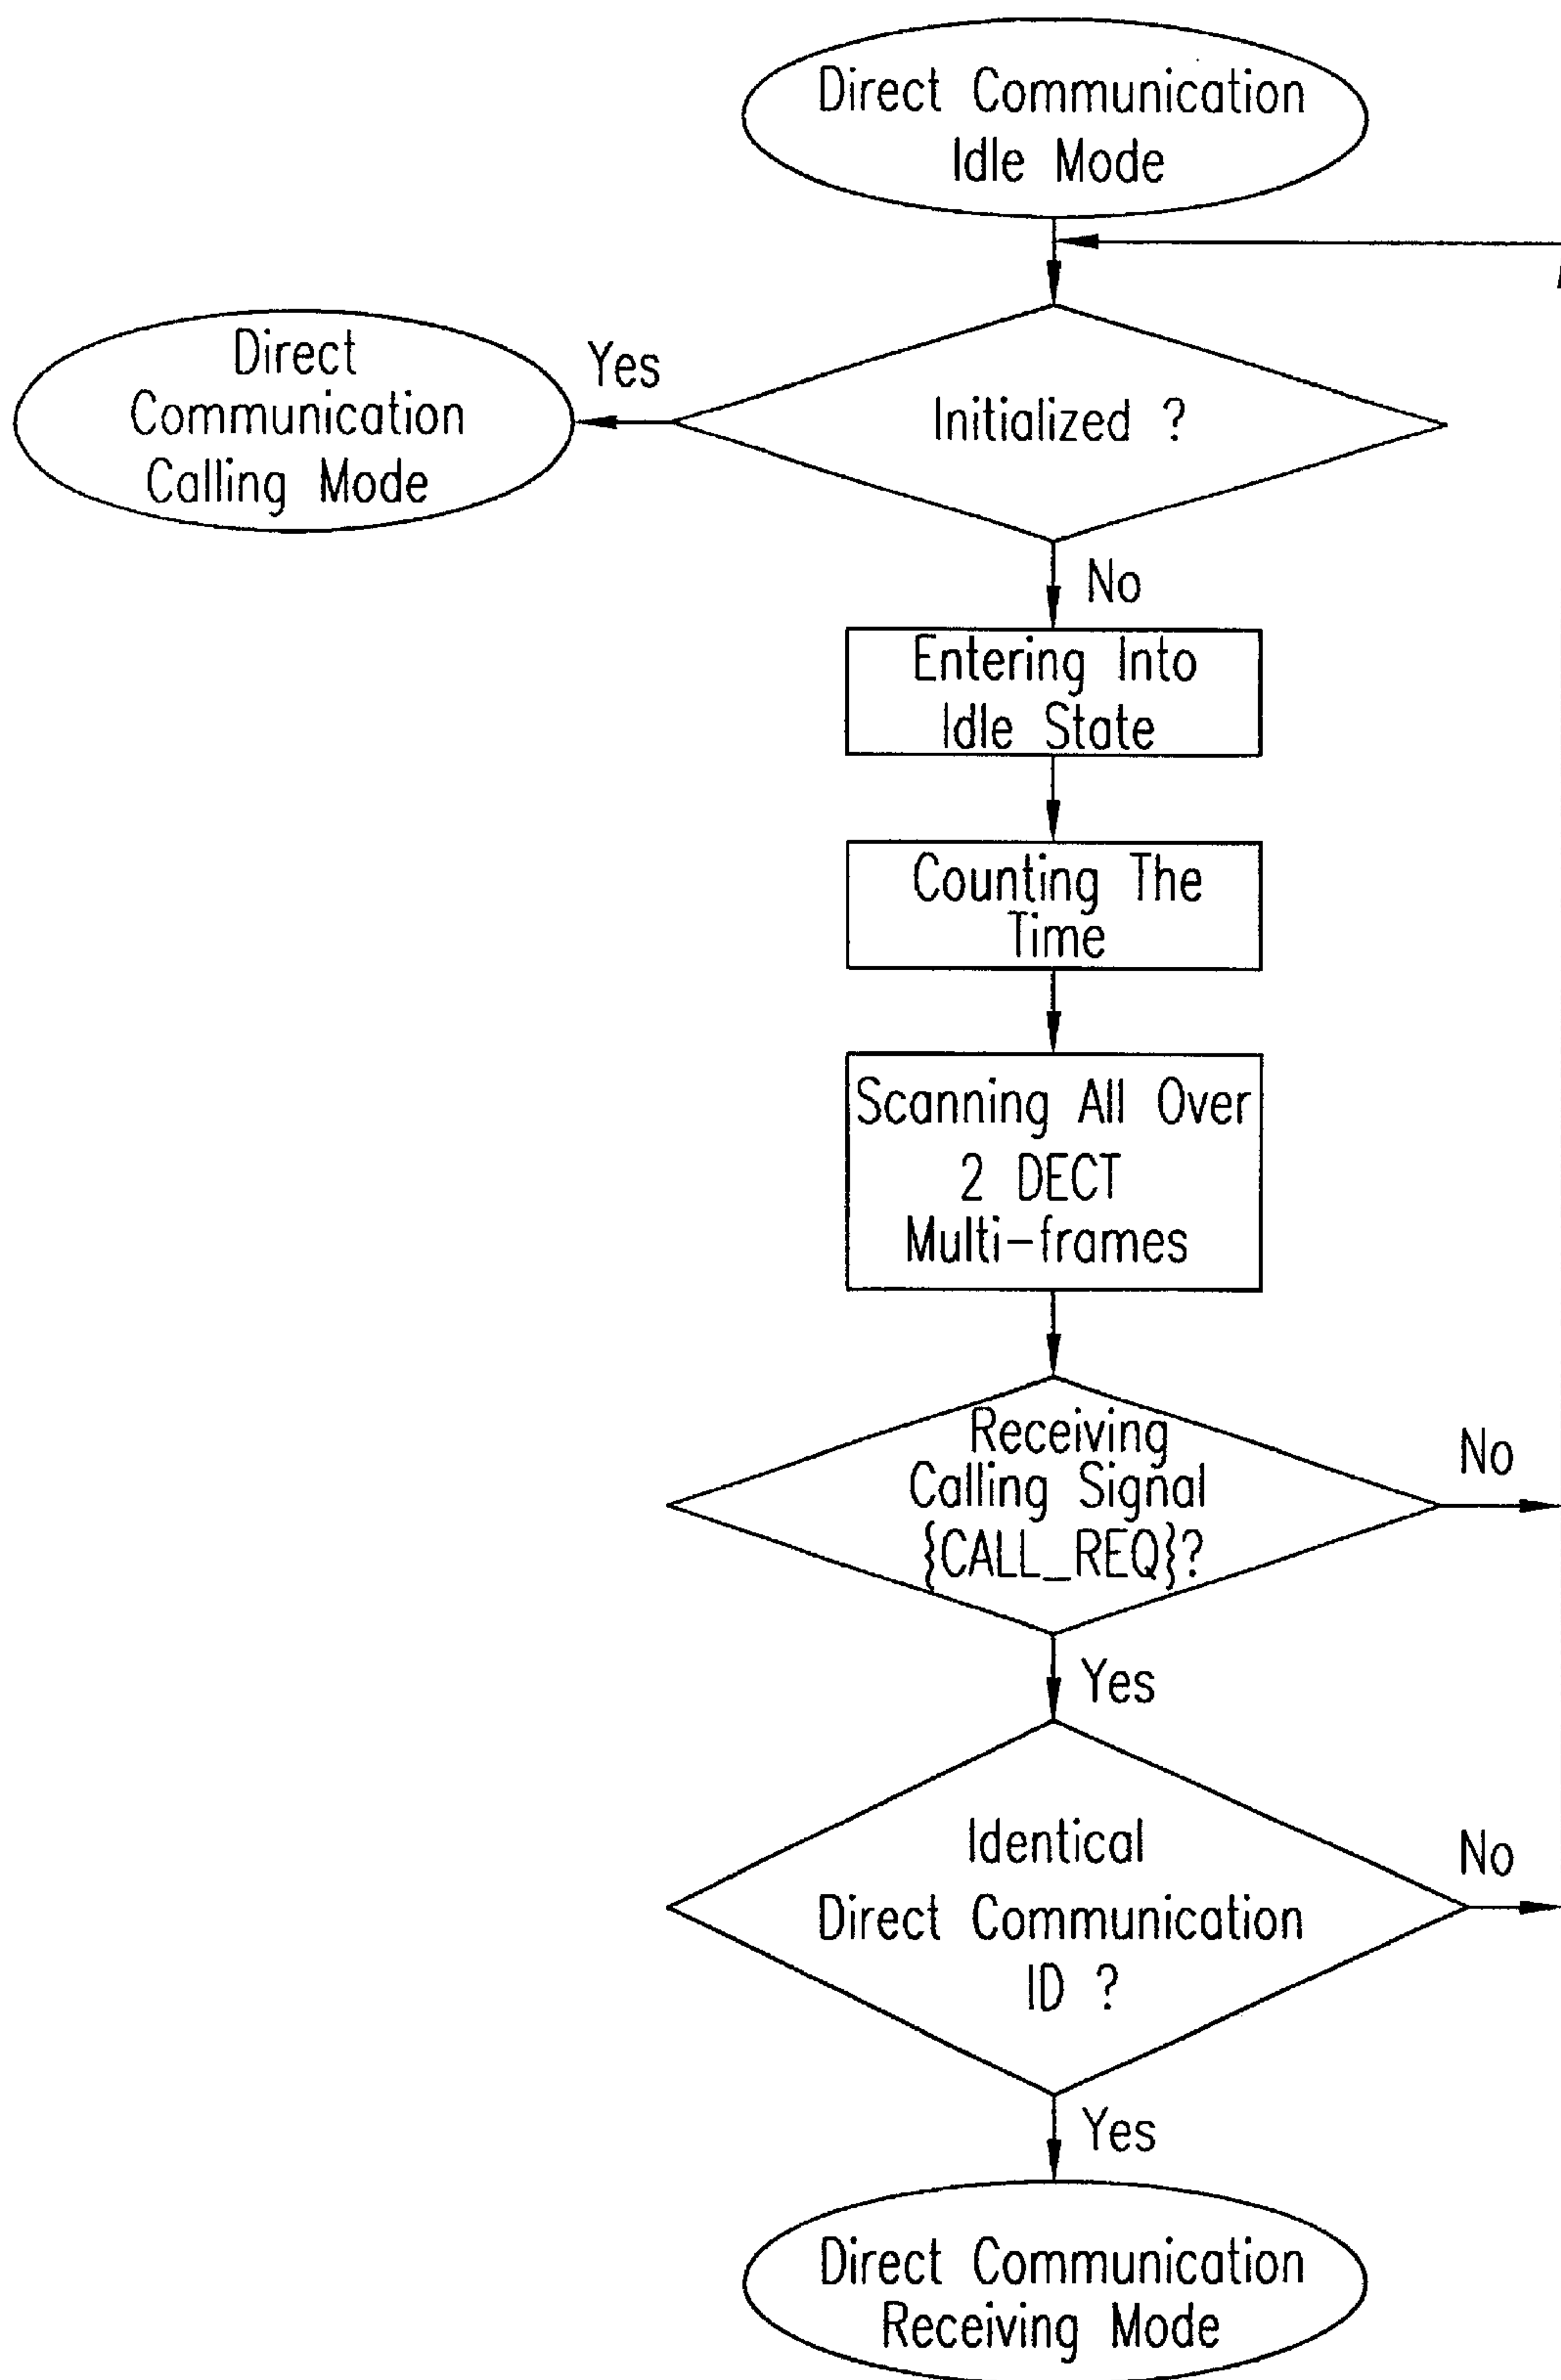 Direct Communication
Idle Mode
Direct
Communication
Calling Mode
Yes
Initialized ?
No
Entering Into
Idle State
Counting The
Time
Scanning All Over
2 DECT
Multi-frames
Receiving
Calling Signal
{CALL_REQ}?
No
Yes
Identical
Direct Communication
ID ?
No
Yes
Direct Communication
Receiving Mode